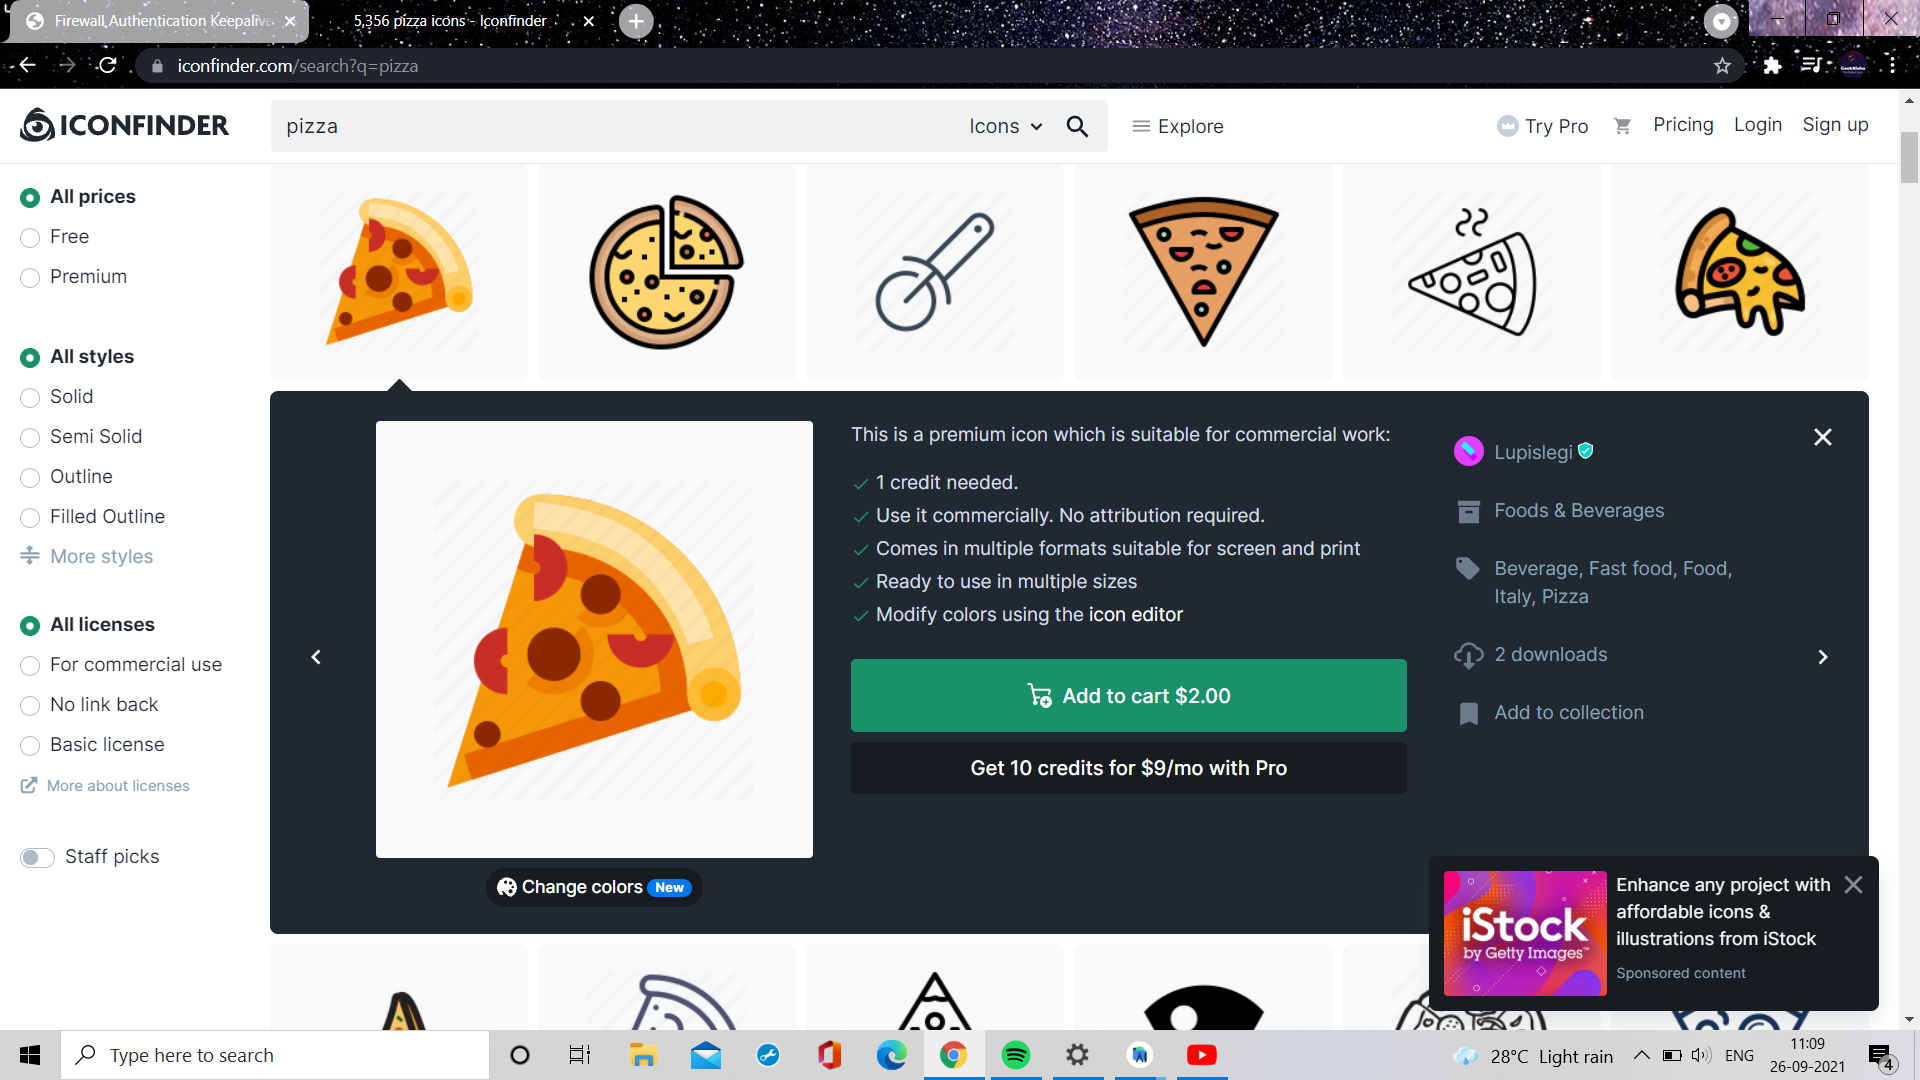 Firewall Authentication Keepalive
5,356 pizza icons - Iconfinder
iconfinder.com/search?q=pizza
ICONFINDER
pizza
Icons
Explore
Try Pro
Pricing
Login
Sign up
All prices
Free
Premium
All styles
Solid
Semi Solid
Outline
Filled Outline
More styles
All licenses
For commercial use
No link back
Basic license
More about licenses
Staff picks
Change colors New
This is a premium icon which is suitable for commercial work:
1 credit needed.
Use it commercially. No attribution required.
Comes in multiple formats suitable for screen and print
Ready to use in multiple sizes
Modify colors using the icon editor
Add to cart $2.00
Get 10 credits for $9/mo with Pro
Lupislegi
Foods & Beverages
Beverage, Fast food, Food,
Italy, Pizza
2 downloads
Add to collection
iStock
by Getty Images™
Enhance any project with
affordable icons &
illustrations from iStock
Sponsored content
Type here to search
28°C Light rain
ENG
11:09
26-09-2021
4